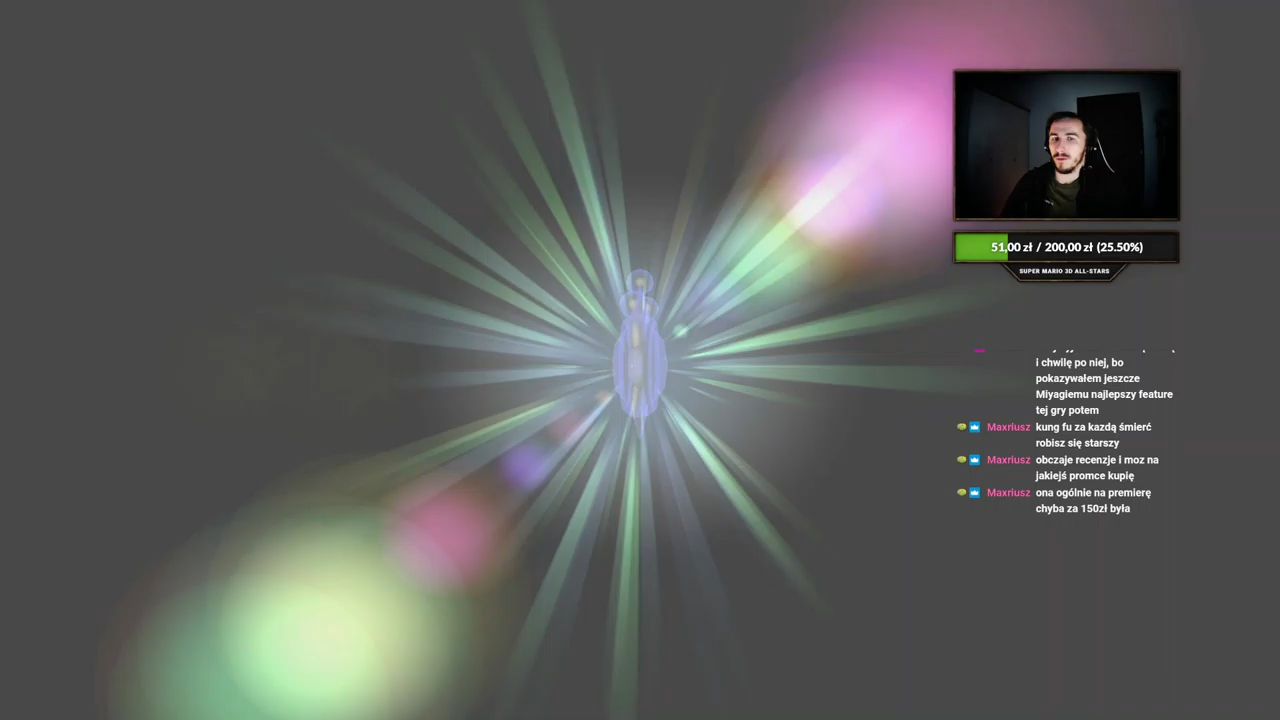 51,00 zł / 200,00 zł (25.50%)
SUPER MARIO 3D ALL-STARS
i chwilę po niej, bo
pokazywałem jeszcze
Miyagiemu najlepszy feature
tej gry potem
Maxriusz kung fu za kazdą śmierć
robisz się starszy
Maxriusz obczaje recenzje i moz na
jakiejś promce kupię
Maxriusz ona ogólnie na premierę
chyba za 150zł była